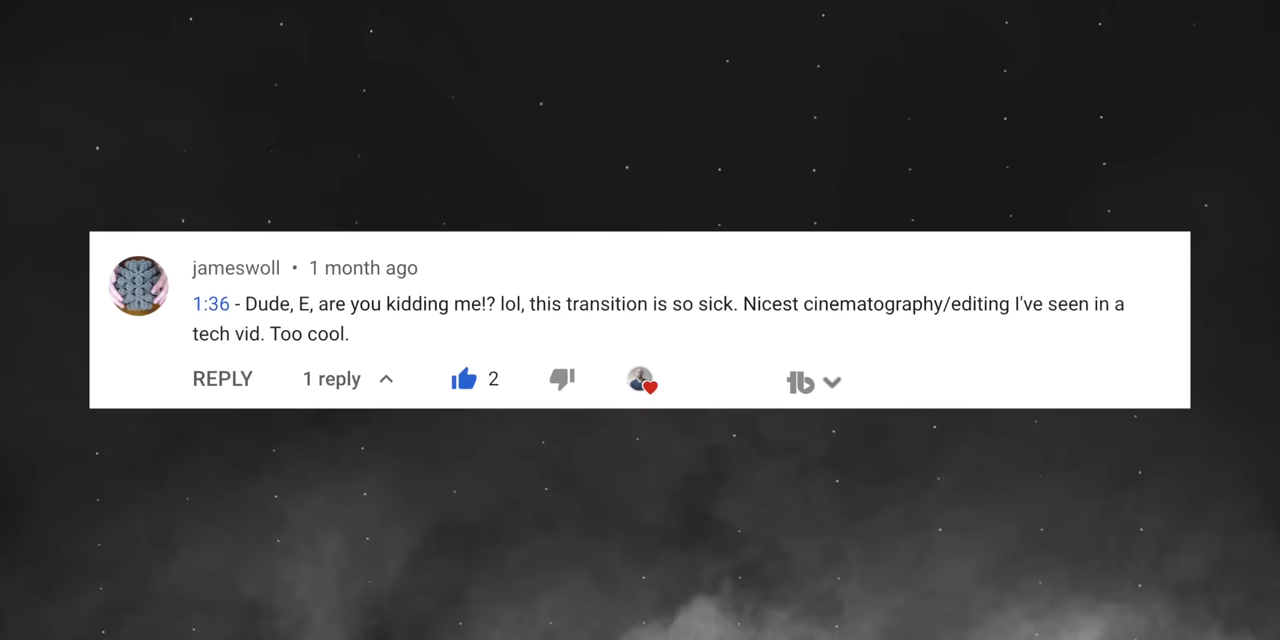 jameswoll • 1 month ago
1:36 - Dude, E, are you kidding me!? lol, this transition is so sick. Nicest cinematography/editing I've seen in a
tech vid. Too cool.
REPLY 1 reply 2 tb